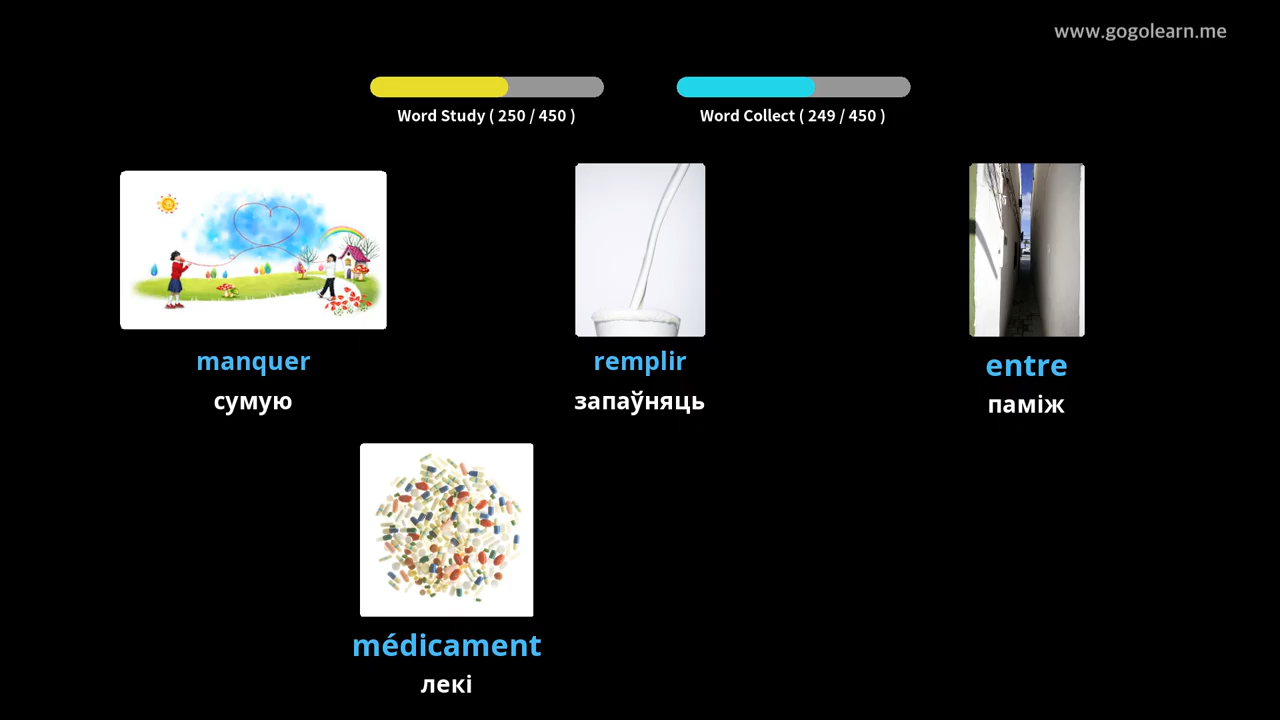 www.gogolearn.me
Word Study ( 250 / 450 )
Word Collect ( 249 / 450 )
manquer
сумую
remplir
запаўняць
entre
паміж
médicament
лекі